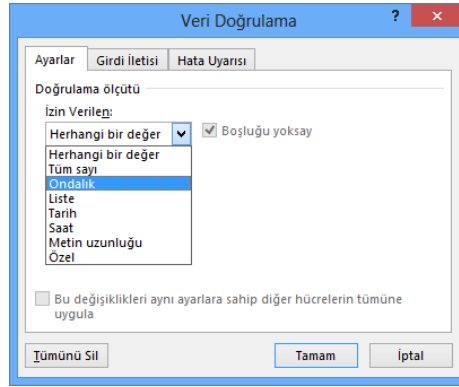 Veri Doğrulama
?
×
Ayarlar
Girdi İletisi
Hata Uyarısı
Doğrulama ölçütü
İzin Verilen:
Herhangi bir değer
Boşluğu yoksay
Herhangi bir değer
Tüm sayı
Ondalık
Liste
Tarih
Saat
Metin uzunluğu
Özel
Bu değişiklikleri aynı ayarlara sahip diğer hücrelerin tümüne
uygula
Tümünü Sil
Tamam
İptal